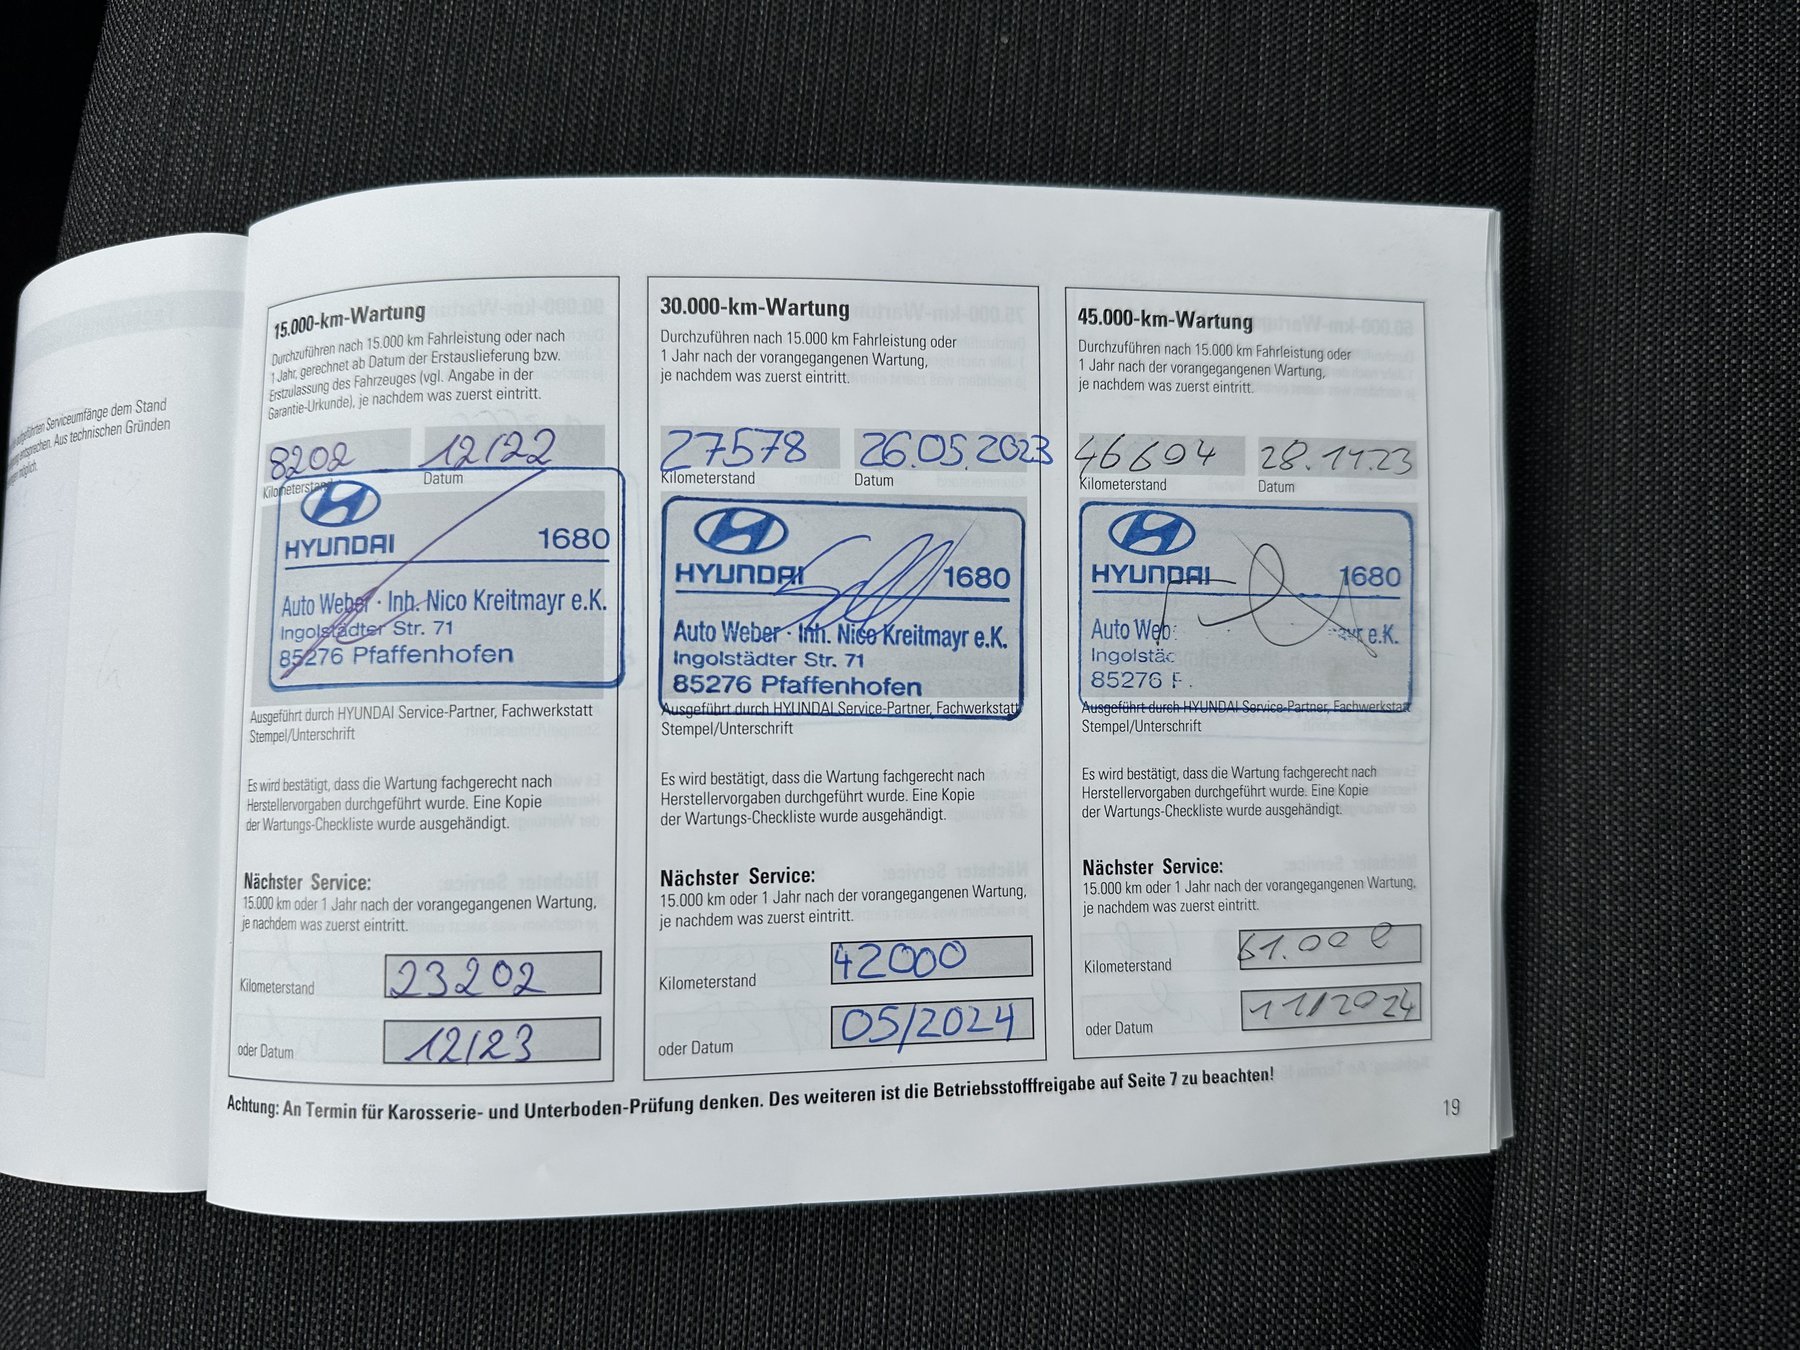 aufgeführten Serviceumfänge dem Stand
entsprechen. Aus technischen Gründen
möglich.
15.000-km-Wartung
Durchzuführen nach 15.000 km Fahrleistung oder nach
1 Jahr, gerechnet ab Datum der Erstauslieferung bzw.
Erstzulassung des Fahrzeuges (vgl. Angabe in der
Garantie-Urkunde), je nachdem was zuerst eintritt.
8202 12/22
Kilometerstand Datum
HYUNDAI 1680
Auto Weber · Inh. Nico Kreitmayr e.K.
Ingolstädter Str. 71
85276 Pfaffenhofen
Ausgeführt durch HYUNDAI Service-Partner, Fachwerkstatt
Stempel/Unterschrift
Es wird bestätigt, dass die Wartung fachgerecht nach
Herstellervorgaben durchgeführt wurde. Eine Kopie
der Wartungs-Checkliste wurde ausgehändigt.
Nächster Service:
15.000 km oder 1 Jahr nach der vorangegangenen Wartung,
je nachdem was zuerst eintritt.
Kilometerstand 23202
oder Datum 12/23
30.000-km-Wartung
Durchzuführen nach 15.000 km Fahrleistung oder
1 Jahr nach der vorangegangenen Wartung,
je nachdem was zuerst eintritt.
27578 26.05.2023
Kilometerstand Datum
HYUNDAI 1680
Auto Weber · Inh. Nico Kreitmayr e.K.
Ingolstädter Str. 71
85276 Pfaffenhofen
Ausgeführt durch HYUNDAI Service-Partner, Fachwerkstatt
Stempel/Unterschrift
Es wird bestätigt, dass die Wartung fachgerecht nach
Herstellervorgaben durchgeführt wurde. Eine Kopie
der Wartungs-Checkliste wurde ausgehändigt.
Nächster Service:
15.000 km oder 1 Jahr nach der vorangegangenen Wartung,
je nachdem was zuerst eintritt.
Kilometerstand 42000
oder Datum 05/2024
45.000-km-Wartung
Durchzuführen nach 15.000 km Fahrleistung oder
1 Jahr nach der vorangegangenen Wartung,
je nachdem was zuerst eintritt.
46604 28.11.23
Kilometerstand Datum
HYUNDAI 1680
Auto Web e.K.
Ingolstäd
85276
Ausgeführt durch HYUNDAI Service-Partner, Fachwerkstatt
Stempel/Unterschrift
Es wird bestätigt, dass die Wartung fachgerecht nach
Herstellervorgaben durchgeführt wurde. Eine Kopie
der Wartungs-Checkliste wurde ausgehändigt.
Nächster Service:
15.000 km oder 1 Jahr nach der vorangegangenen Wartung,
je nachdem was zuerst eintritt.
Kilometerstand 61.000
oder Datum 11/2024
Achtung: An Termin für Karosserie- und Unterboden-Prüfung denken. Des weiteren ist die Betriebsstofffreigabe auf Seite 7 zu beachten!
19